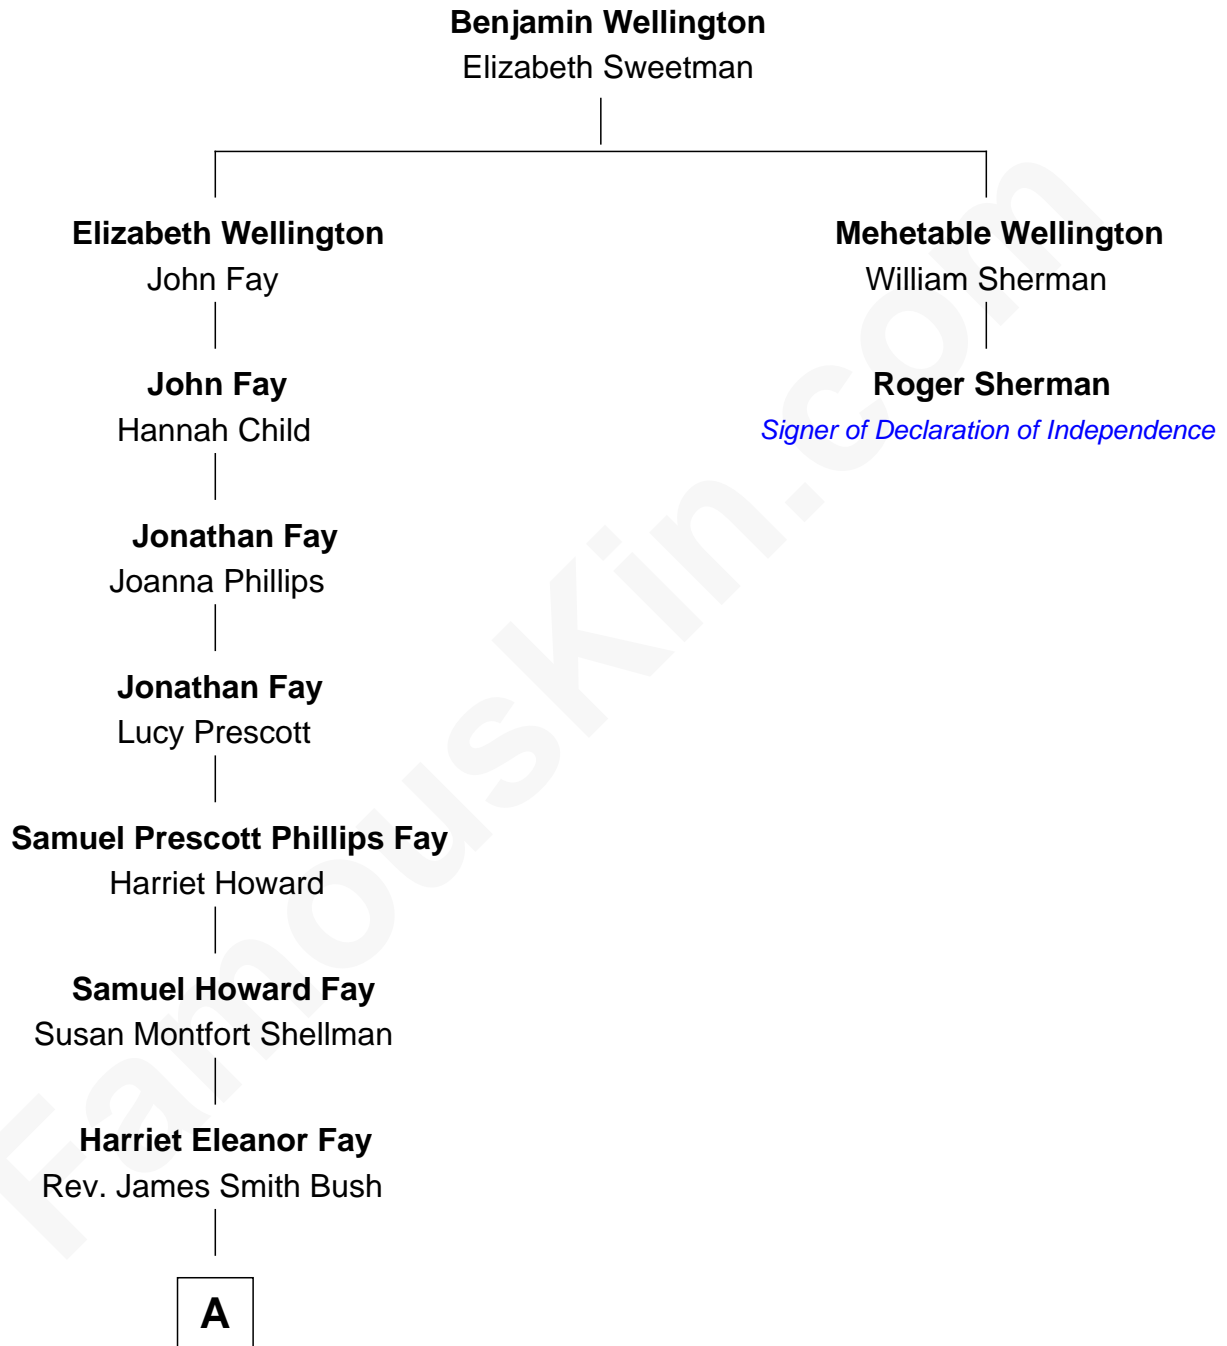 Benjamin Wellington
Elizabeth Sweetman
Elizabeth Wellington
John Fay
Mehetable Wellington
William Sherman
John Fay
Hannah Child
Roger Sherman
Signer of Declaration of Independence
Jonathan Fay
Joanna Phillips
Jonathan Fay
Lucy Prescott
Samuel Prescott Phillips Fay
Harriet Howard
Samuel Howard Fay
Susan Montfort Shellman
Harriet Eleanor Fay
Rev. James Smith Bush
A
FamousKin.com